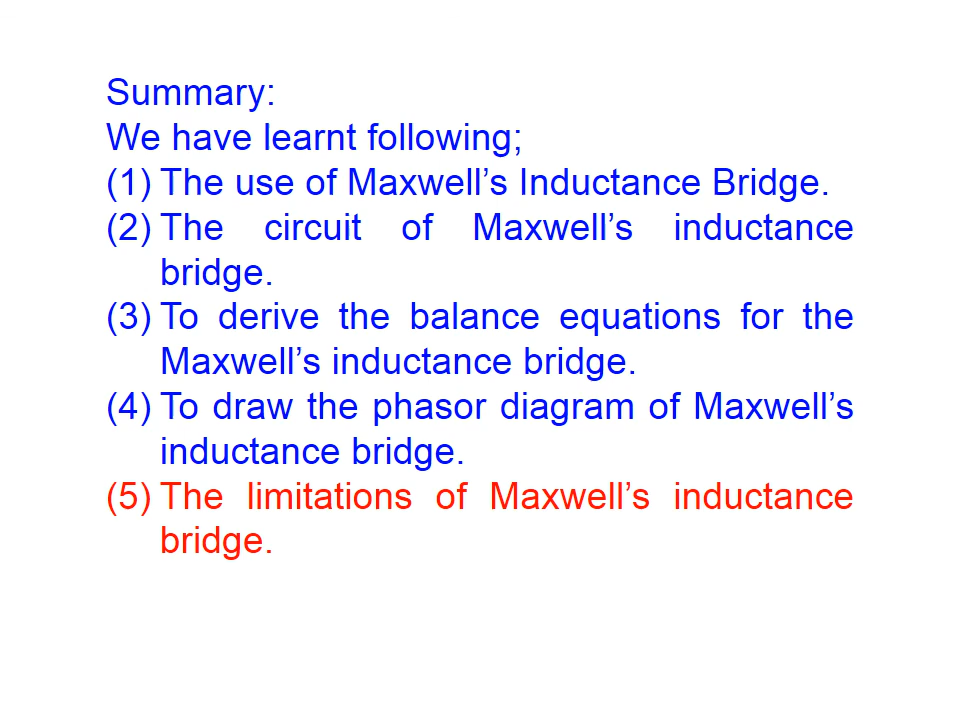 Summary:
We have learnt following;
(1) The use of Maxwell’s Inductance Bridge.
(2) The circuit of Maxwell’s inductance
bridge.
(3) To derive the balance equations for the
Maxwell’s inductance bridge.
(4) To draw the phasor diagram of Maxwell’s
inductance bridge.
(5) The limitations of Maxwell’s inductance
bridge.